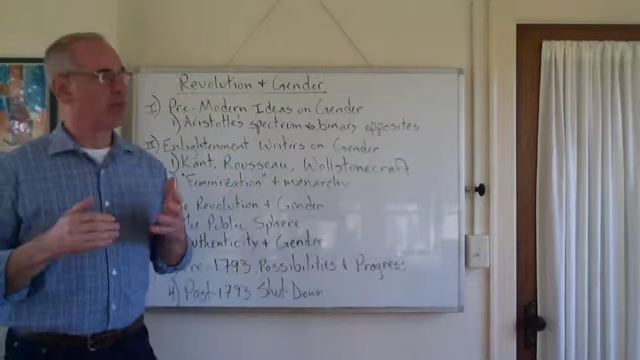 Revolution + Gender
I) Pre-Modern Ideas on Gender
1) Aristotle's spectrum vs binary opposites
II) Enlightenment Writers on Gender
1) Kant, Rousseau, Wollstonecraft
"Feminization" + monarchy
Revolution & Gender
Public Sphere
Authenticity & Gender
Pre-1793 Possibilities & Progress
4) Post-1793 Shut Down